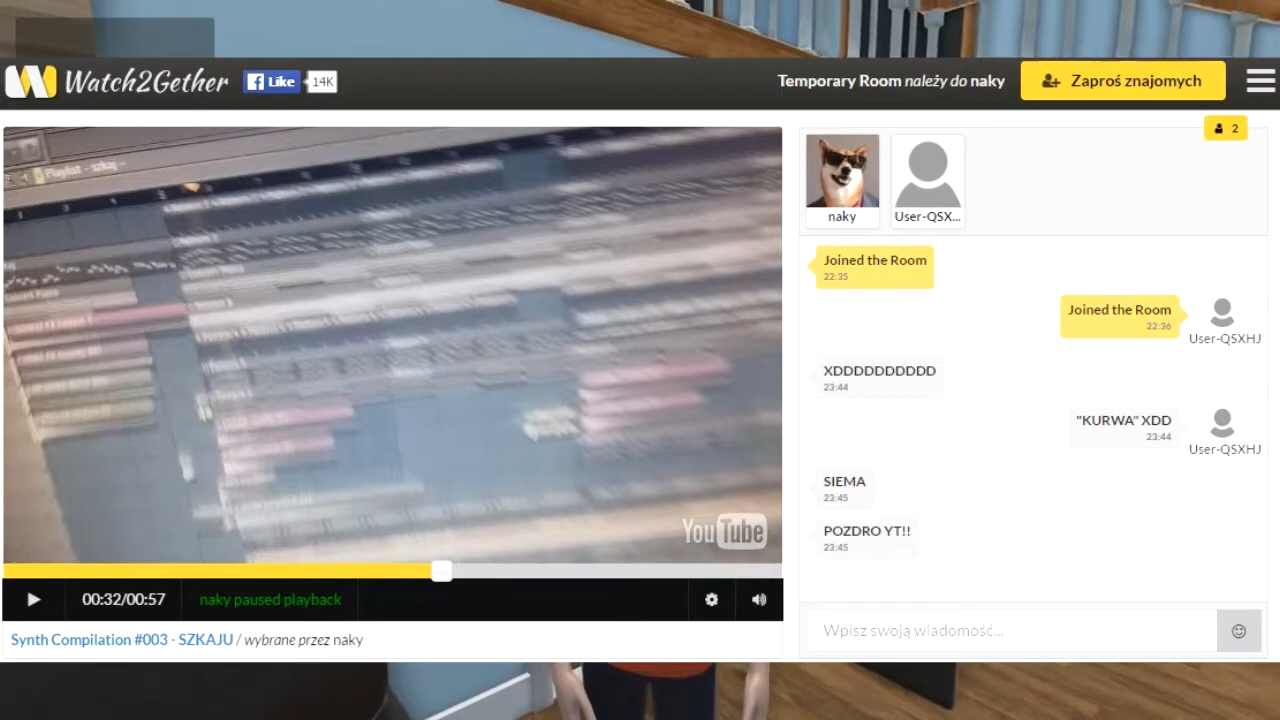 Watch2Gether
Like
14K
Temporary Room należy do naky
Zaproś znajomych
2
Playlist - szkaj -
naky
User-QSX...
Joined the Room
22:35
Joined the Room
22:36
User-QSXHJ
XDDDDDDDDDD
23:44
"KURWA" XDD
23:44
User-QSXHJ
SIEMA
23:45
POZDRO YT!!
23:45
YouTube
00:32/00:57
naky paused playback
Wpisz swoją wiadomość...
Synth Compilation #003 - SZKAJU / wybrane przez naky